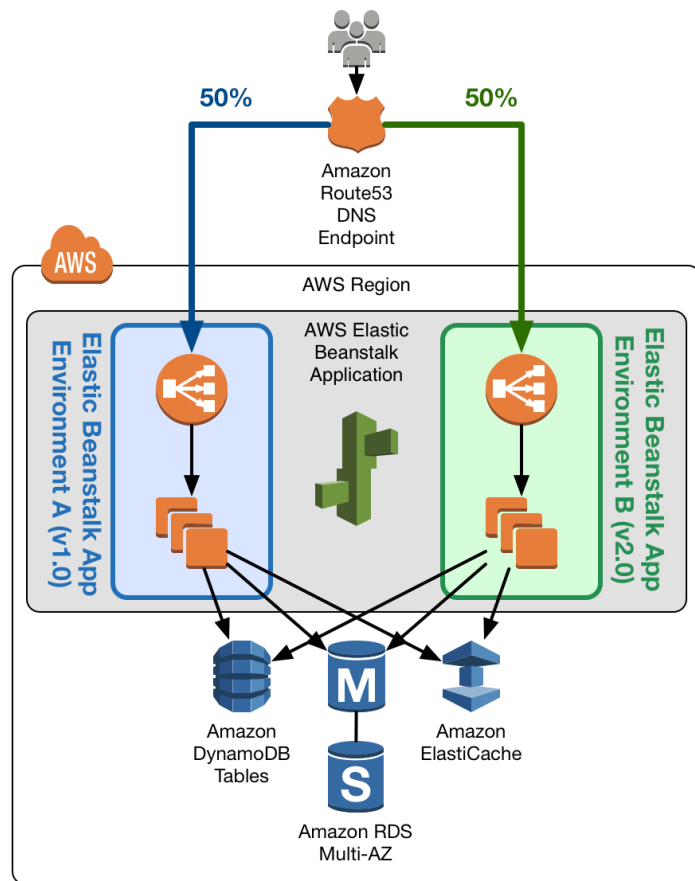 50%
50%
Amazon
Route53
DNS
Endpoint
AWS
AWS Region
Elastic Beanstalk App
Environment A (v1.0)
AWS Elastic
Beanstalk
Application
Elastic Beanstalk App
Environment B (v2.0)
M
Amazon
DynamoDB
Tables
Amazon
ElastiCache
S
Amazon RDS
Multi-AZ